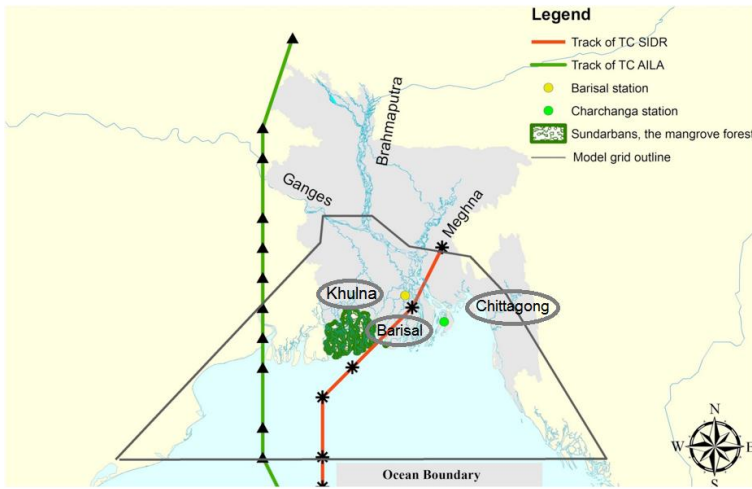 Legend
Track of TC SIDR
Track of TC AILA
Barisal station
Charchanga station
Sundarbans, the mangrove forest
Model grid outline
Brahmaputra
Ganges
Meghna
Khulna
Chittagong
Barisal
N
W E
S
Ocean Boundary